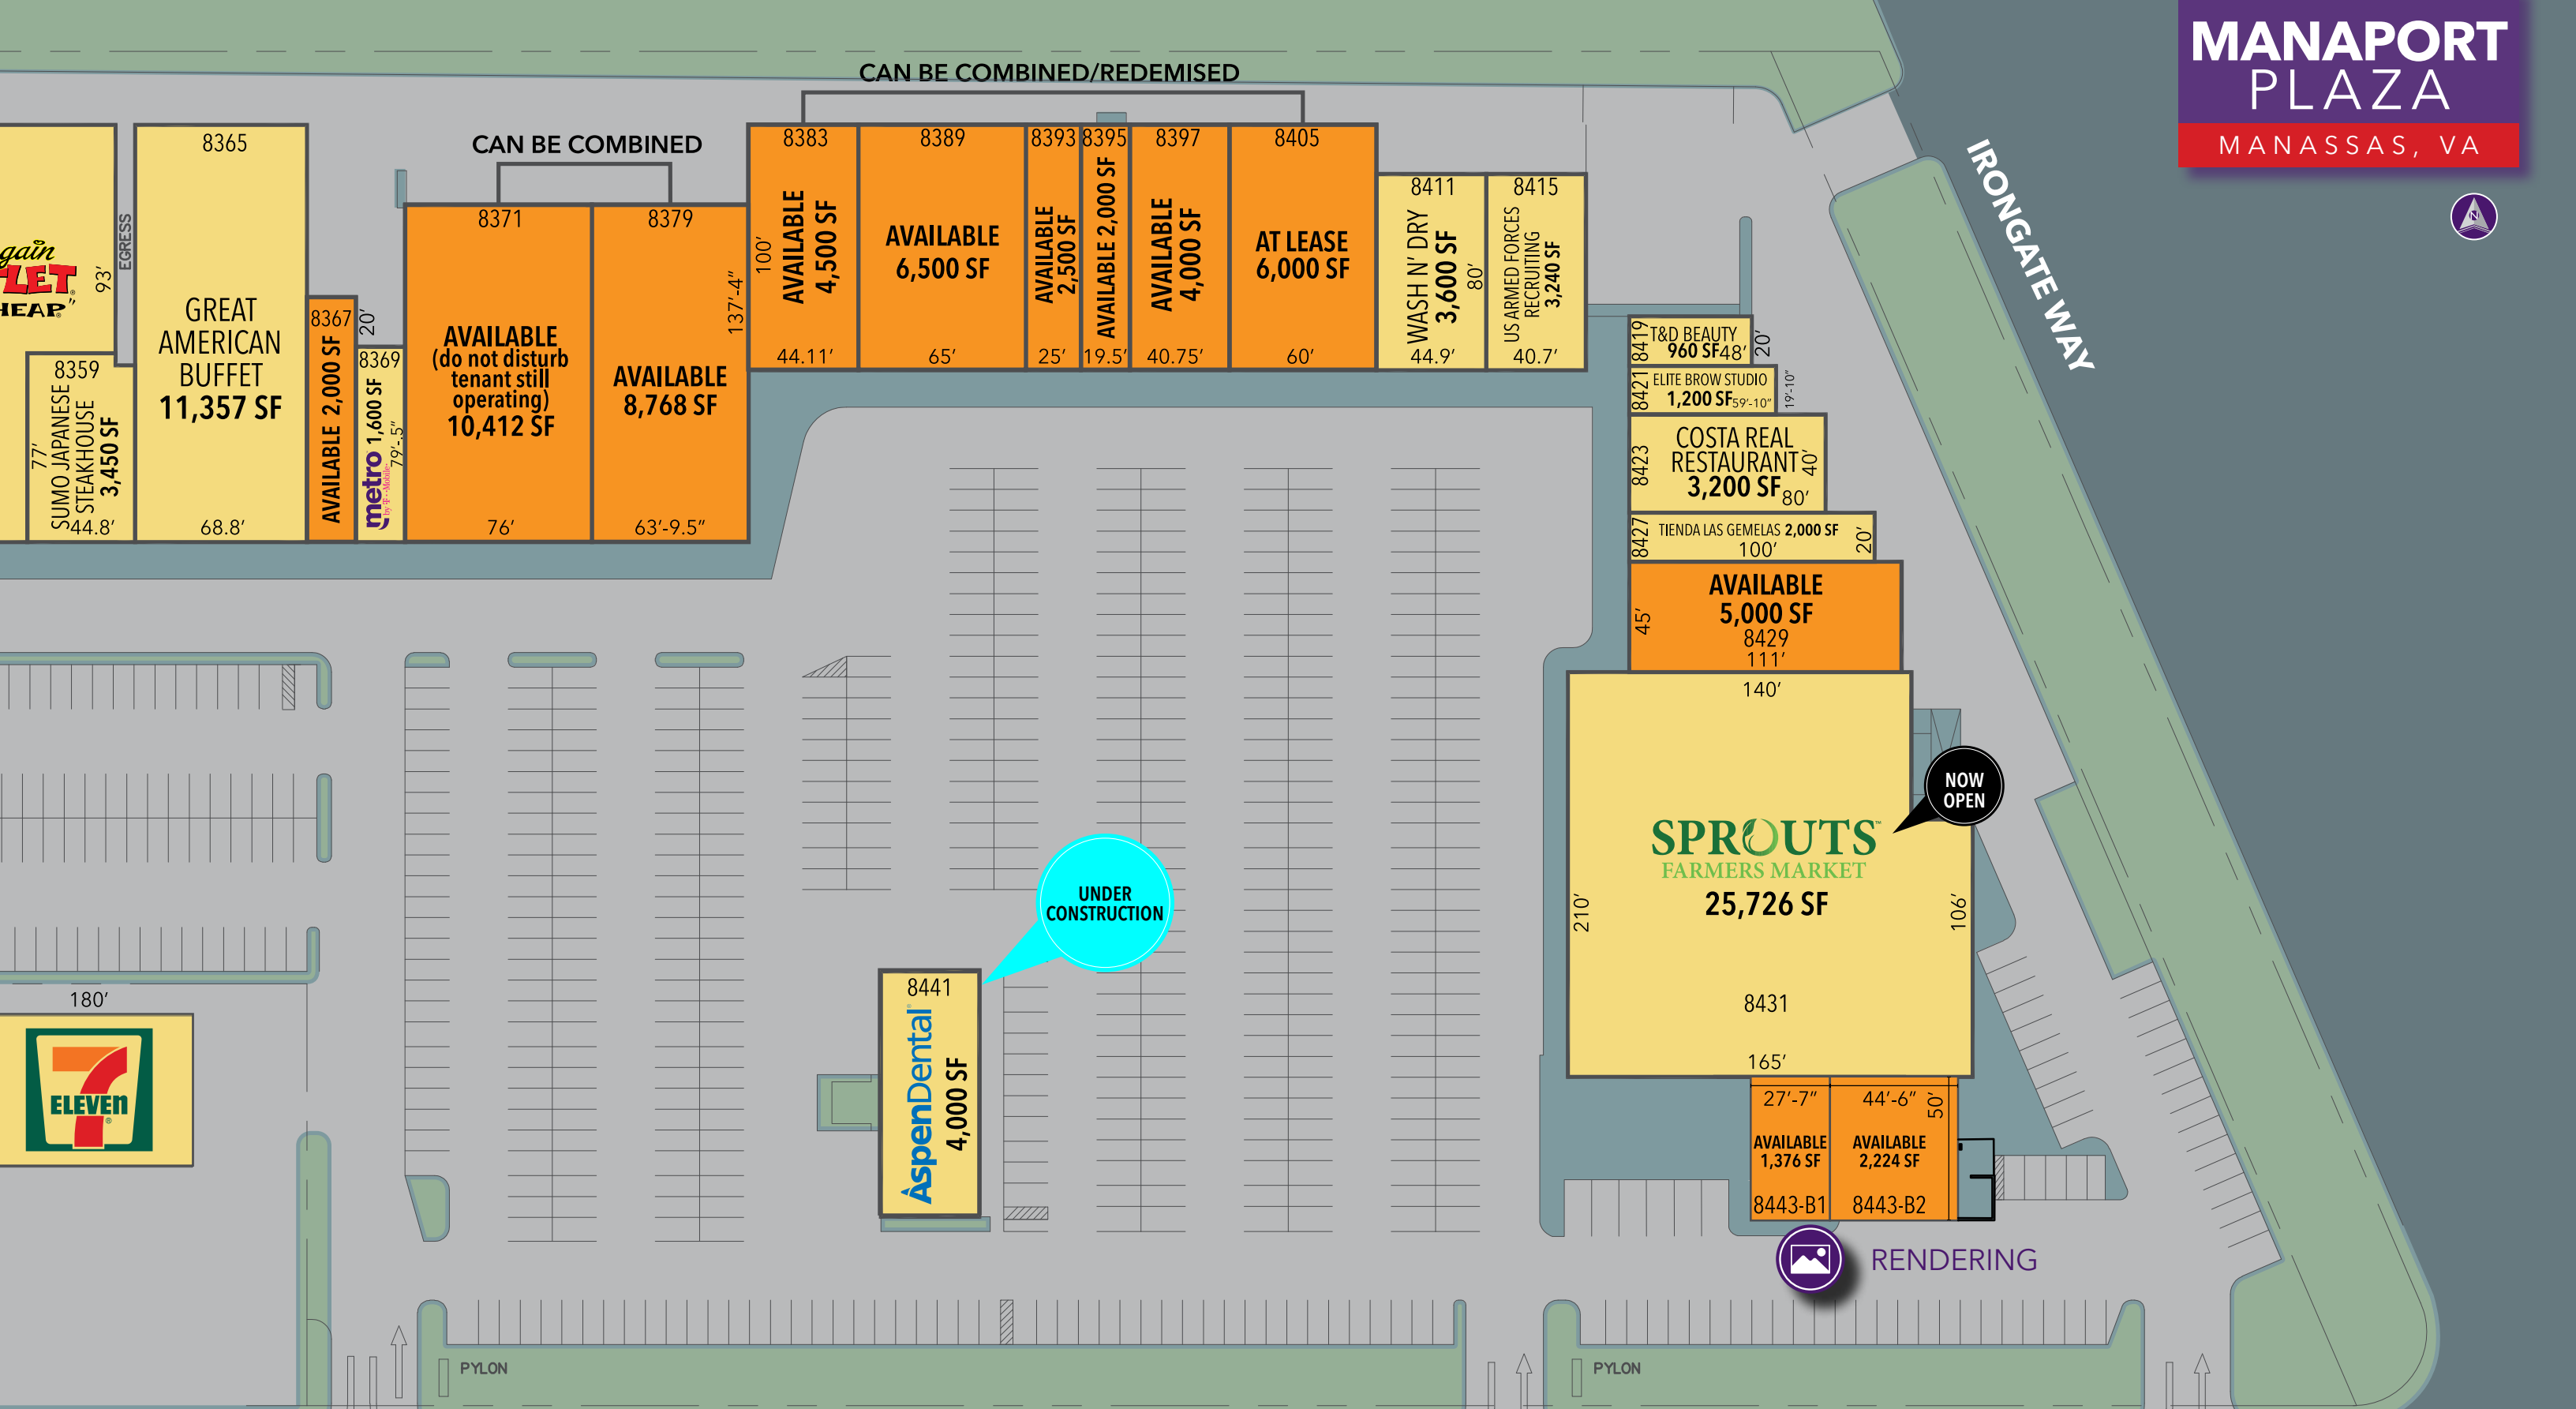 MANAPORT
PLAZA
MANASSAS, VA
N
IRONGATE WAY
CAN BE COMBINED/REDEMISED
CAN BE COMBINED
gain
LET
HEAP"
93'
EGRESS
8359
SUMO JAPANESE
STEAKHOUSE
3,450 SF
77'
44.8'
8365
GREAT
AMERICAN
BUFFET
11,357 SF
68.8'
8367
AVAILABLE 2,000 SF
20'
8369
metro 1,600 SF
by T-Mobile
79'-.5"
8371
AVAILABLE
(do not disturb
tenant still
operating)
10,412 SF
76'
8379
AVAILABLE
8,768 SF
137'-4"
63'-9.5"
8383
100'
AVAILABLE
4,500 SF
44.11'
8389
AVAILABLE
6,500 SF
65'
8393
AVAILABLE
2,500 SF
25'
8395
AVAILABLE 2,000 SF
19.5'
8397
AVAILABLE
4,000 SF
40.75'
8405
AT LEASE
6,000 SF
60'
8411
WASH N' DRY
3,600 SF
80'
44.9'
8415
US ARMED FORCES
RECRUITING
3,240 SF
40.7'
8419
T&D BEAUTY
960 SF 48'
20'
8421
ELITE BROW STUDIO
1,200 SF 59'-10"
19'-10"
8423
COSTA REAL
RESTAURANT
3,200 SF
80'
40'
8427
TIENDA LAS GEMELAS 2,000 SF
100'
20'
AVAILABLE
5,000 SF
8429
111'
45'
140'
NOW
OPEN
SPROUTS™
FARMERS MARKET
25,726 SF
210'
106'
8431
165'
27'-7"
AVAILABLE
1,376 SF
8443-B1
44'-6"
50'
AVAILABLE
2,224 SF
8443-B2
RENDERING
UNDER
CONSTRUCTION
8441
AspenDental
4,000 SF
180'
7
ELEVEn
®
PYLON
PYLON